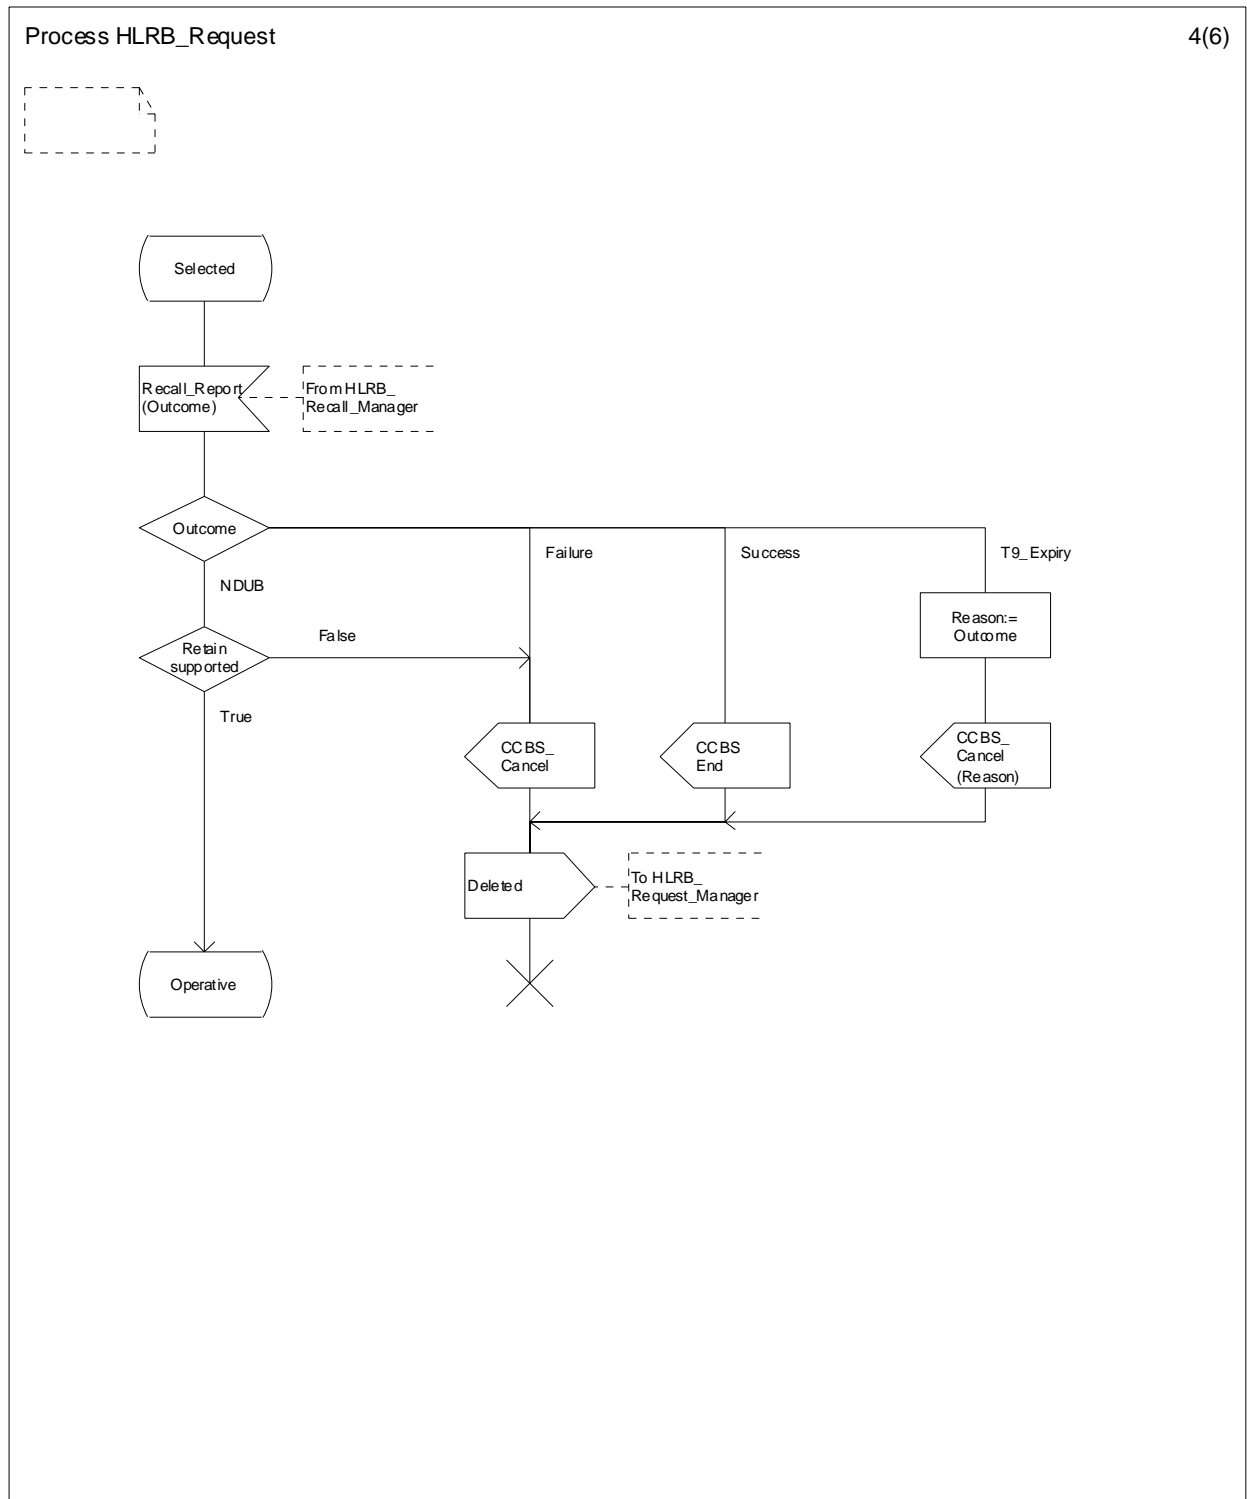 Process HLRB_Request
4(6)
Selected
Recall_Report
(Outcome)
From HLRB_
Recall_Manager
Outcome
Failure
Success
T9_Expiry
NDUB
Reason:=
Outcome
Retain
supported
False
True
CCBS_
Cancel
CCBS
End
CCBS_
Cancel
(Reason)
Deleted
To HLRB_
Request_Manager
Operative